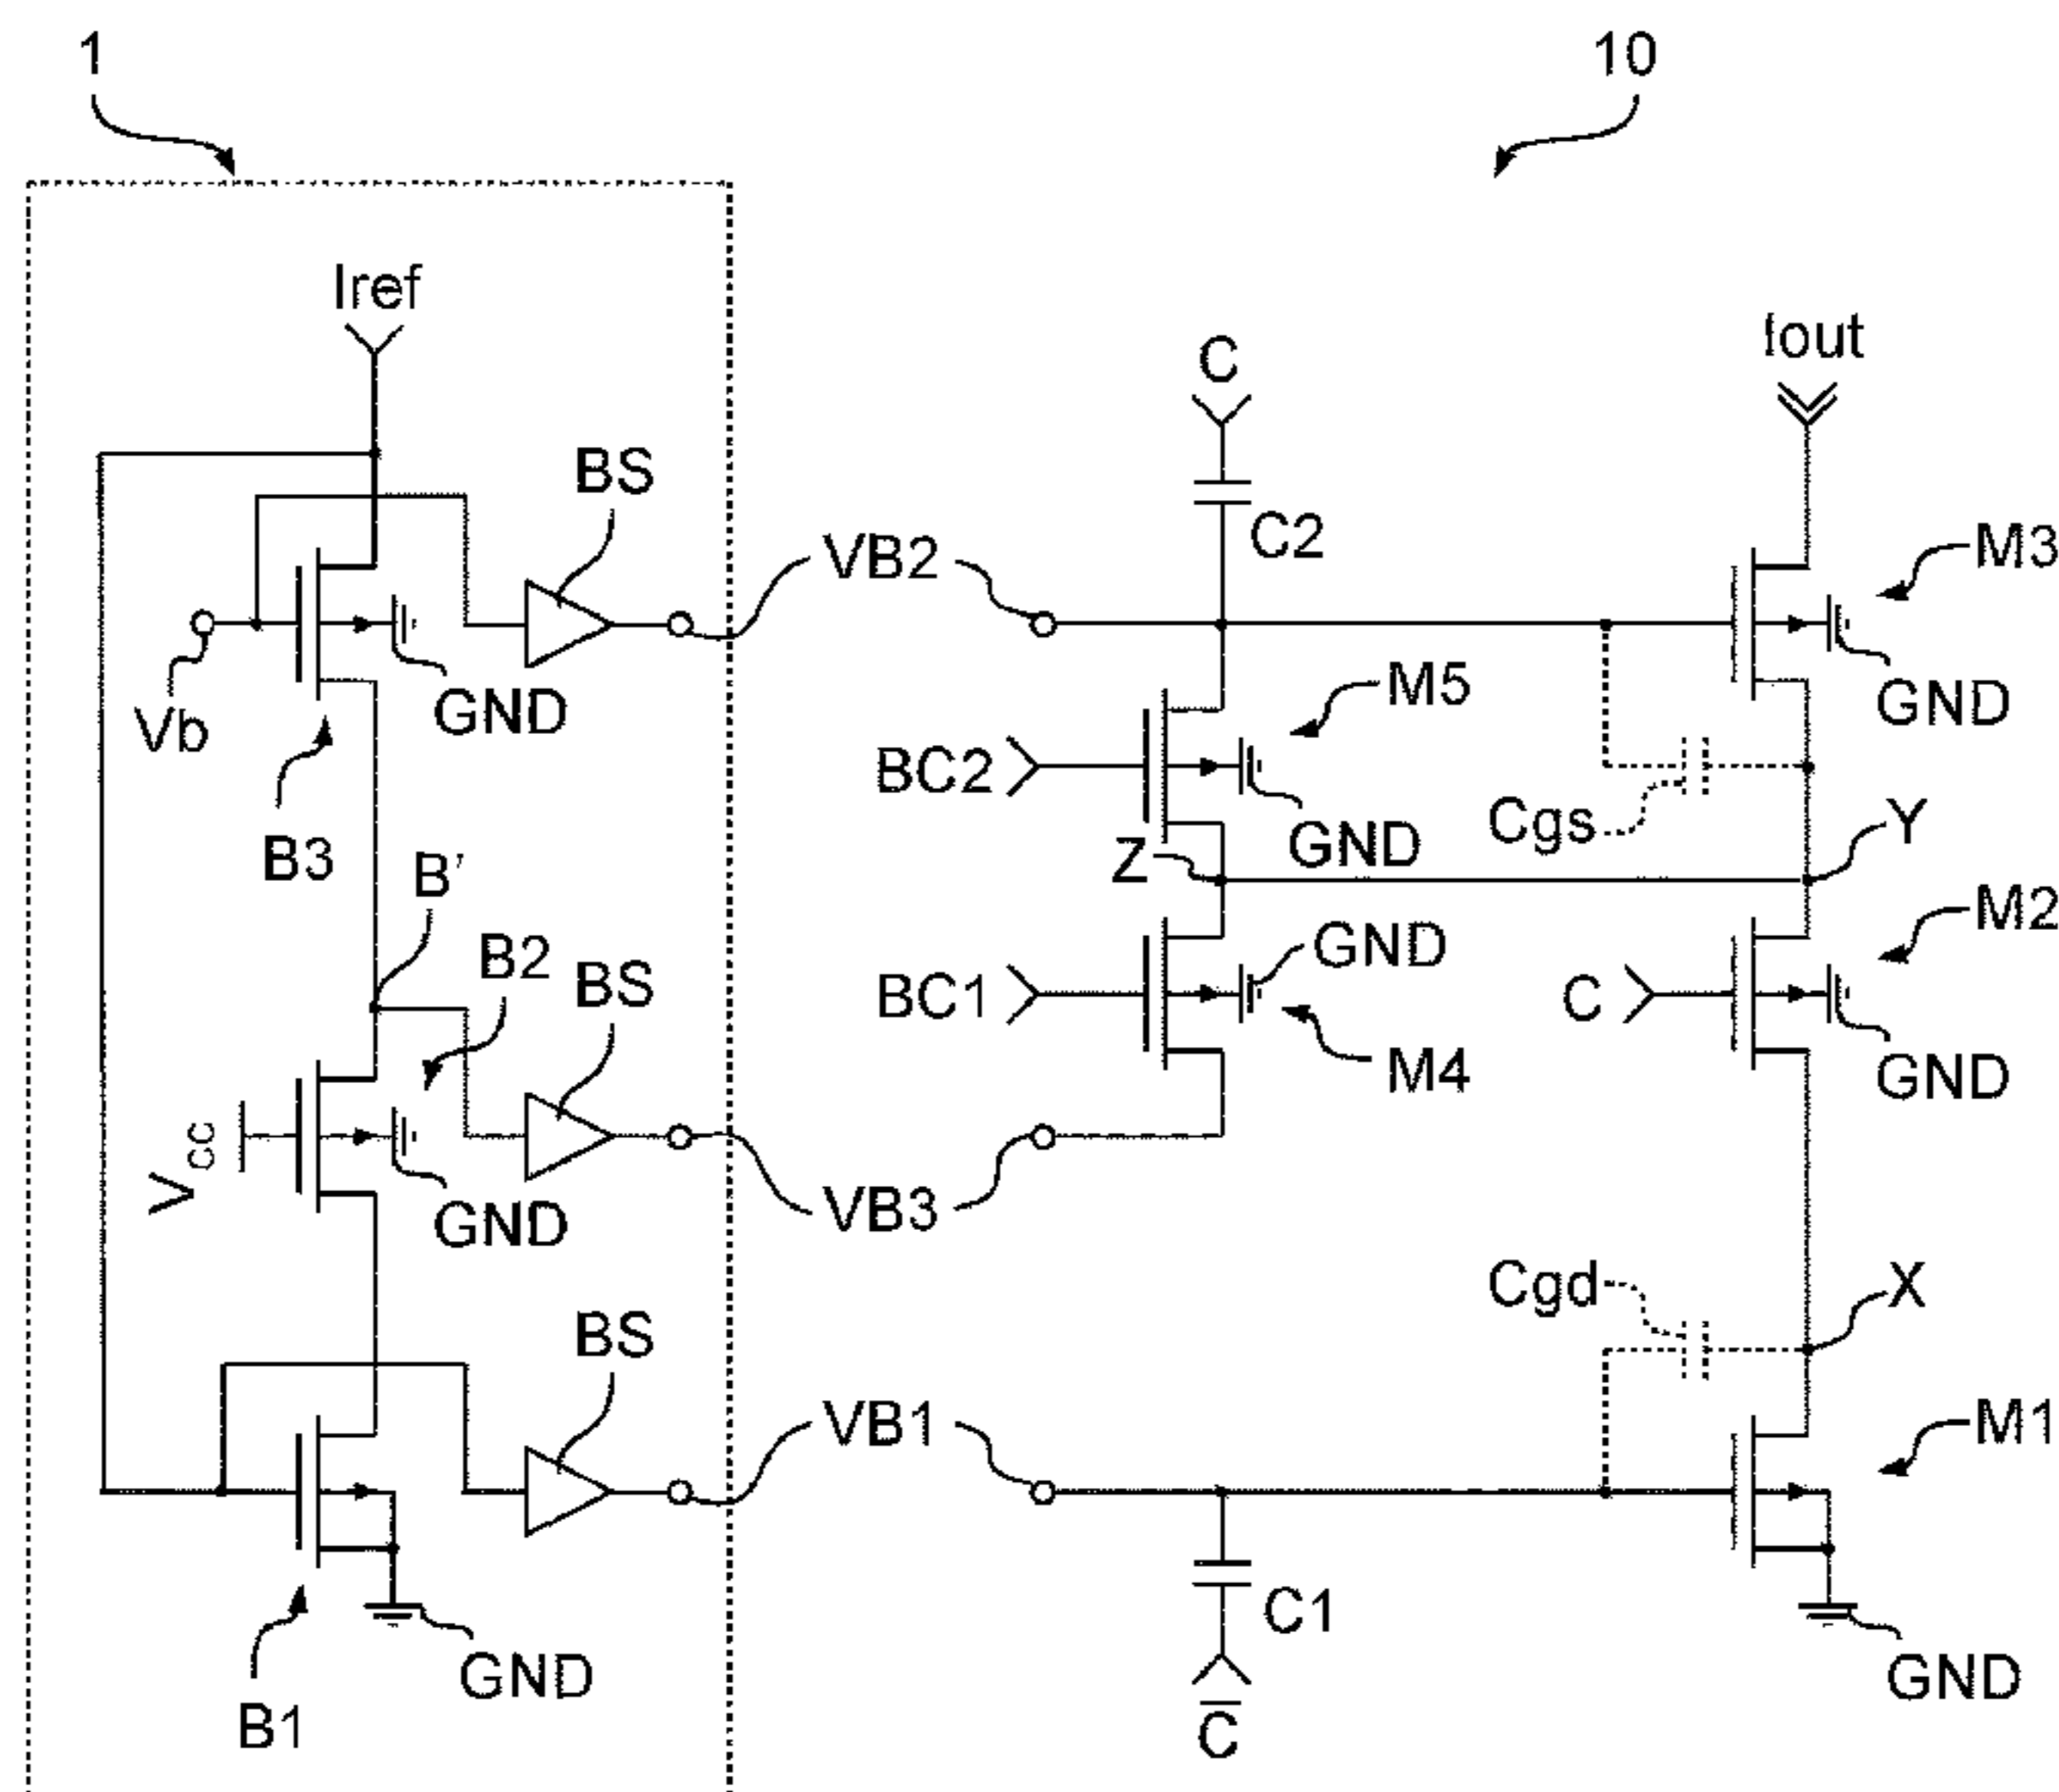 1
10
Iref
Iout
C
BS
C2
VB2
M3
GND
Vb
GND
M5
BC2
B3
Cgs
GND
Z
Y
B'
B2
BS
GND
M2
BC1
C
M4
GND
VCC
GND
VB3
Cgd
X
BS
VB1
M1
C1
GND
GND
B1
C̅